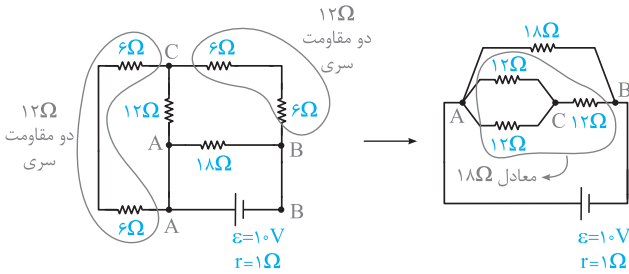 ۱۲Ω
دو مقاومت
سری
۶Ω
C
۶Ω
۱۲Ω
دو مقاومت
سری
۱۲Ω
۶Ω
A
۱۸Ω
B
۶Ω
A
B
ε=۱۰V
r=۱Ω
۱۸Ω
۱۲Ω
B
A
C
۱۲Ω
۱۲Ω
معادل ۱۸Ω
ε=۱۰V
r=۱Ω